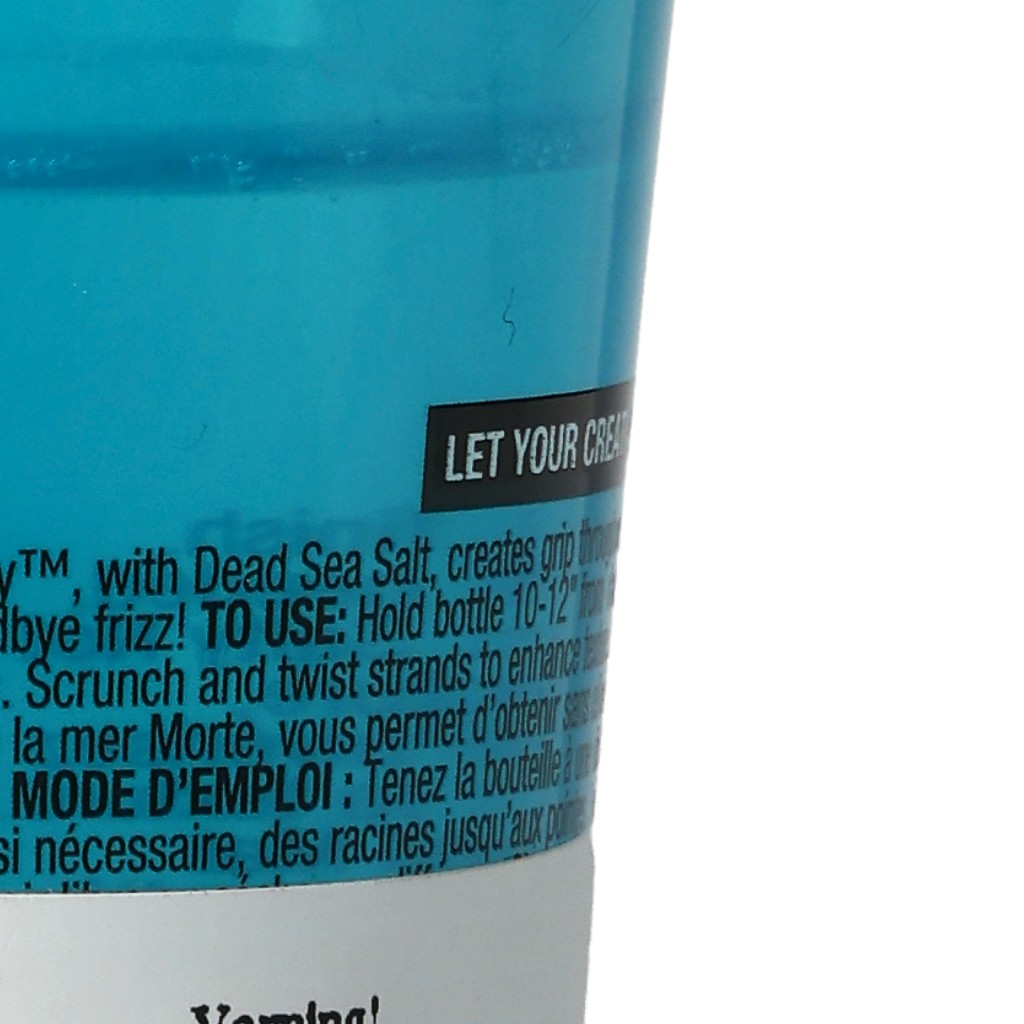 LET YOUR
y™, with Dead Sea Salt, creates grip
dbye frizz! TO USE: Hold bottle 10-12" from
. Scrunch and twist strands to enhance
la mer Morte, vous permet d'obtenir sans
MODE D'EMPLOI : Tenez la bouteille à
si nécessaire, des racines jusqu'aux